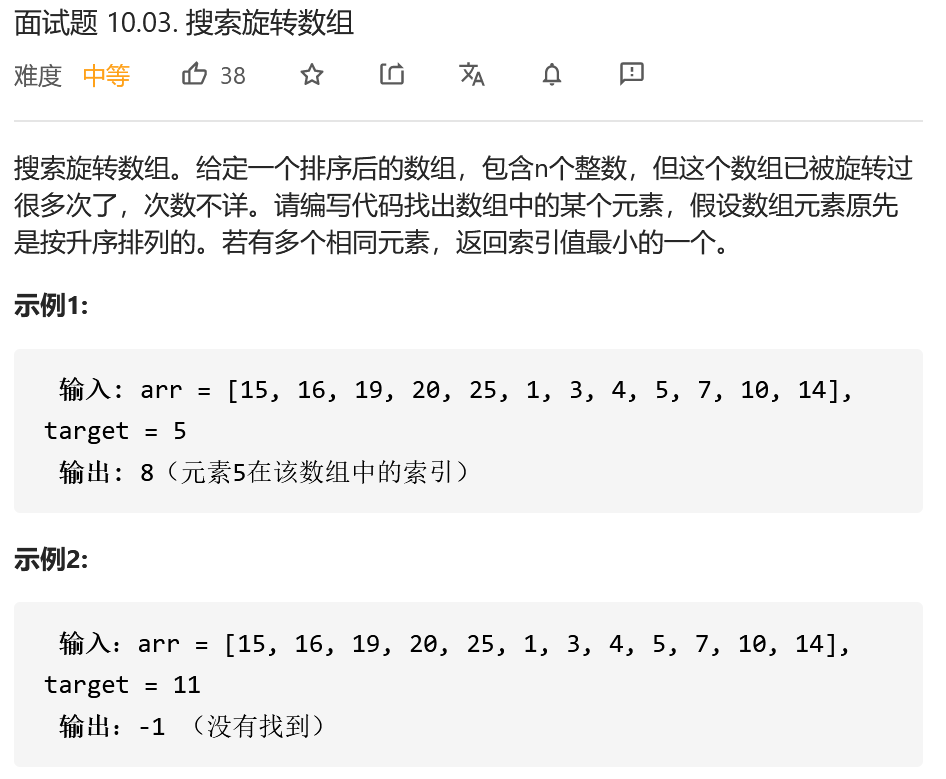 面试题 10.03. 搜索旋转数组
难度 中等 38
搜索旋转数组。给定一个排序后的数组，包含n个整数，但这个数组已被旋转过
很多次了，次数不详。请编写代码找出数组中的某个元素，假设数组元素原先
是按升序排列的。若有多个相同元素，返回索引值最小的一个。
示例1:
输入: arr = [15, 16, 19, 20, 25, 1, 3, 4, 5, 7, 10, 14],
target = 5
输出: 8（元素5在该数组中的索引）
示例2:
输入：arr = [15, 16, 19, 20, 25, 1, 3, 4, 5, 7, 10, 14],
target = 11
输出：-1 （没有找到）